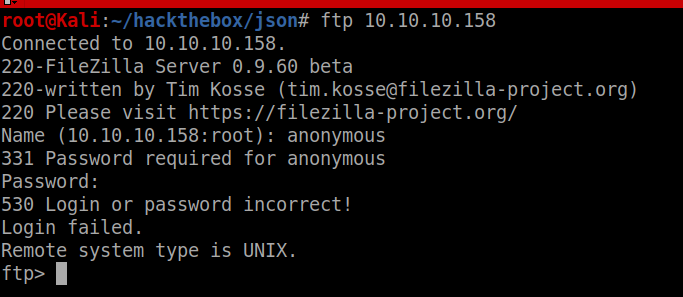 root@Kali:~/hackthebox/json# ftp 10.10.10.158
Connected to 10.10.10.158.
220-FileZilla Server 0.9.60 beta
220-written by Tim Kosse (tim.kosse@filezilla-project.org)
220 Please visit https://filezilla-project.org/
Name (10.10.10.158:root): anonymous
331 Password required for anonymous
Password:
530 Login or password incorrect!
Login failed.
Remote system type is UNIX.
ftp>